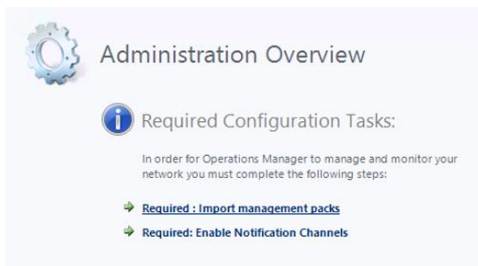 Administration Overview
Required Configuration Tasks:
In order for Operations Manager to manage and monitor your
network you must complete the following steps:
Required : Import management packs
Required: Enable Notification Channels